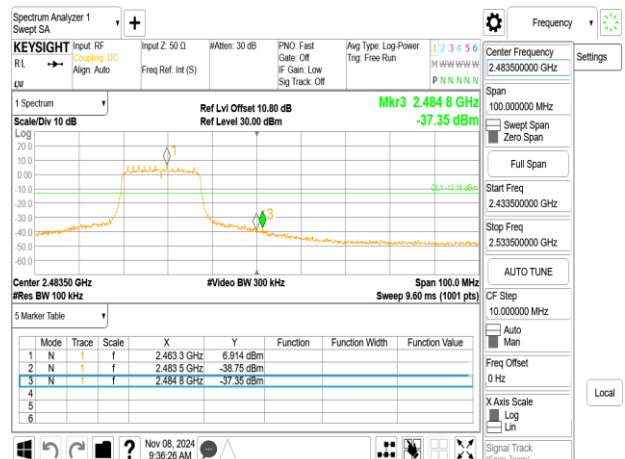 Spectrum Analyzer 1
Swept SA
Frequency
KEYSIGHT
RL
Input: RF
Coupling: DC
Align: Auto
Input Z: 50 Ω
Freq Ref: Int (S)
#Atten: 30 dB
PNO: Fast
Gate: Off
IF Gain: Low
Sig Track: Off
Avg Type: Log-Power
Trig: Free Run
1 2 3 4 5 6
M W W W W W
P N N N N N
LXI
Center Frequency
2.483500000 GHz
Settings
Span
100.000000 MHz
Swept Span
Zero Span
Full Span
Start Freq
2.433500000 GHz
Stop Freq
2.533500000 GHz
AUTO TUNE
CF Step
10.000000 MHz
Auto
Man
Freq Offset
0 Hz
X Axis Scale
Log
Lin
Signal Track
(Span Zoom)
Local
1 Spectrum
Scale/Div 10 dB
Ref Lvl Offset 10.80 dB
Ref Level 30.00 dBm
Mkr3 2.484 8 GHz
-37.35 dBm
Log
20.0
10.0
0.00
-10.0
-20.0
-30.0
-40.0
-50.0
-60.0
1
3
DL1 -13.18 dBm
Center 2.48350 GHz
#Res BW 100 kHz
#Video BW 300 kHz
Span 100.0 MHz
Sweep 9.60 ms (1001 pts)
5 Marker Table
Mode Trace Scale X Y Function Function Width Function Value
1 N 1 f 2.463 3 GHz 6.914 dBm
2 N 1 f 2.483 5 GHz -38.75 dBm
3 N 1 f 2.484 8 GHz -37.35 dBm
4
5
6
?
Nov 08, 2024
9:36:26 AM